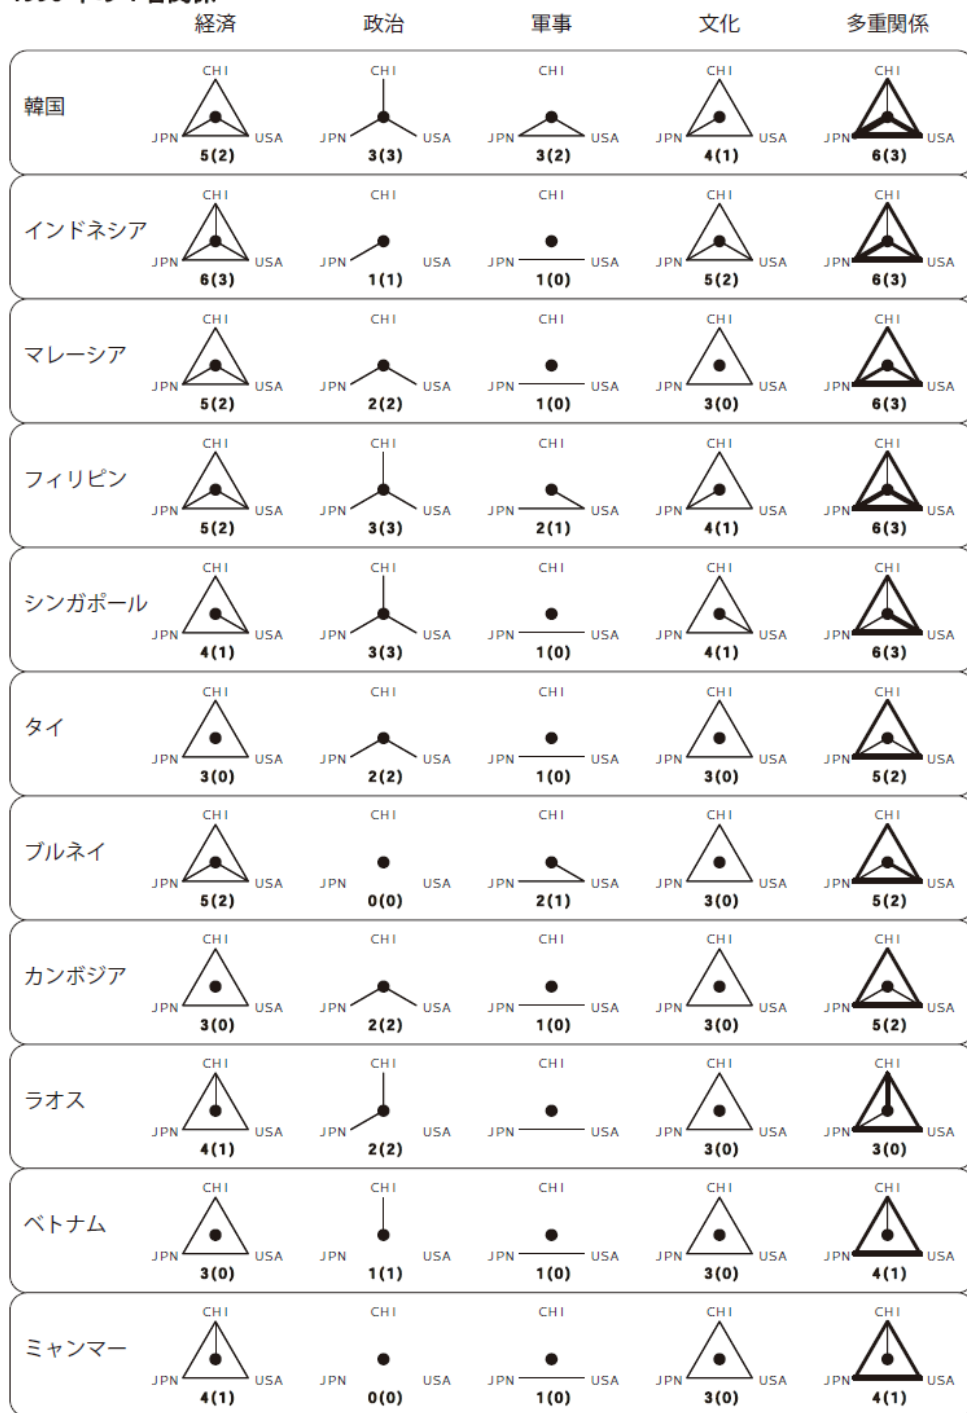 年の 4 者関係
経済 政治 軍事 文化 多重関係
CHI CHI CHI CHI CHI
韓国
JPN USA JPN USA JPN USA JPN USA JPN USA
5(2) 3(3) 3(2) 4(1) 6(3)
CHI CHI CHI CHI CHI
インドネシア
JPN USA JPN USA JPN USA JPN USA JPN USA
6(3) 1(1) 1(0) 5(2) 6(3)
CHI CHI CHI CHI CHI
マレーシア
JPN USA JPN USA JPN USA JPN USA JPN USA
5(2) 2(2) 1(0) 3(0) 6(3)
CHI CHI CHI CHI CHI
フィリピン
JPN USA JPN USA JPN USA JPN USA JPN USA
5(2) 3(3) 2(1) 4(1) 6(3)
CHI CHI CHI CHI CHI
シンガポール
JPN USA JPN USA JPN USA JPN USA JPN USA
4(1) 3(3) 1(0) 4(1) 6(3)
CHI CHI CHI CHI CHI
タイ
JPN USA JPN USA JPN USA JPN USA JPN USA
3(0) 2(2) 1(0) 3(0) 5(2)
CHI CHI CHI CHI CHI
ブルネイ
JPN USA JPN USA JPN USA JPN USA JPN USA
5(2) 0(0) 2(1) 3(0) 5(2)
CHI CHI CHI CHI CHI
カンボジア
JPN USA JPN USA JPN USA JPN USA JPN USA
3(0) 2(2) 1(0) 3(0) 5(2)
CHI CHI CHI CHI CHI
ラオス
JPN USA JPN USA JPN USA JPN USA JPN USA
4(1) 2(2) 3(0) 3(0)
CHI CHI CHI CHI CHI
ベトナム
JPN USA JPN USA JPN USA JPN USA JPN USA
3(0) 1(1) 1(0) 3(0) 4(1)
CHI CHI CHI CHI CHI
ミャンマー
JPN USA JPN USA JPN USA JPN USA JPN USA
4(1) 0(0) 1(0) 3(0) 4(1)